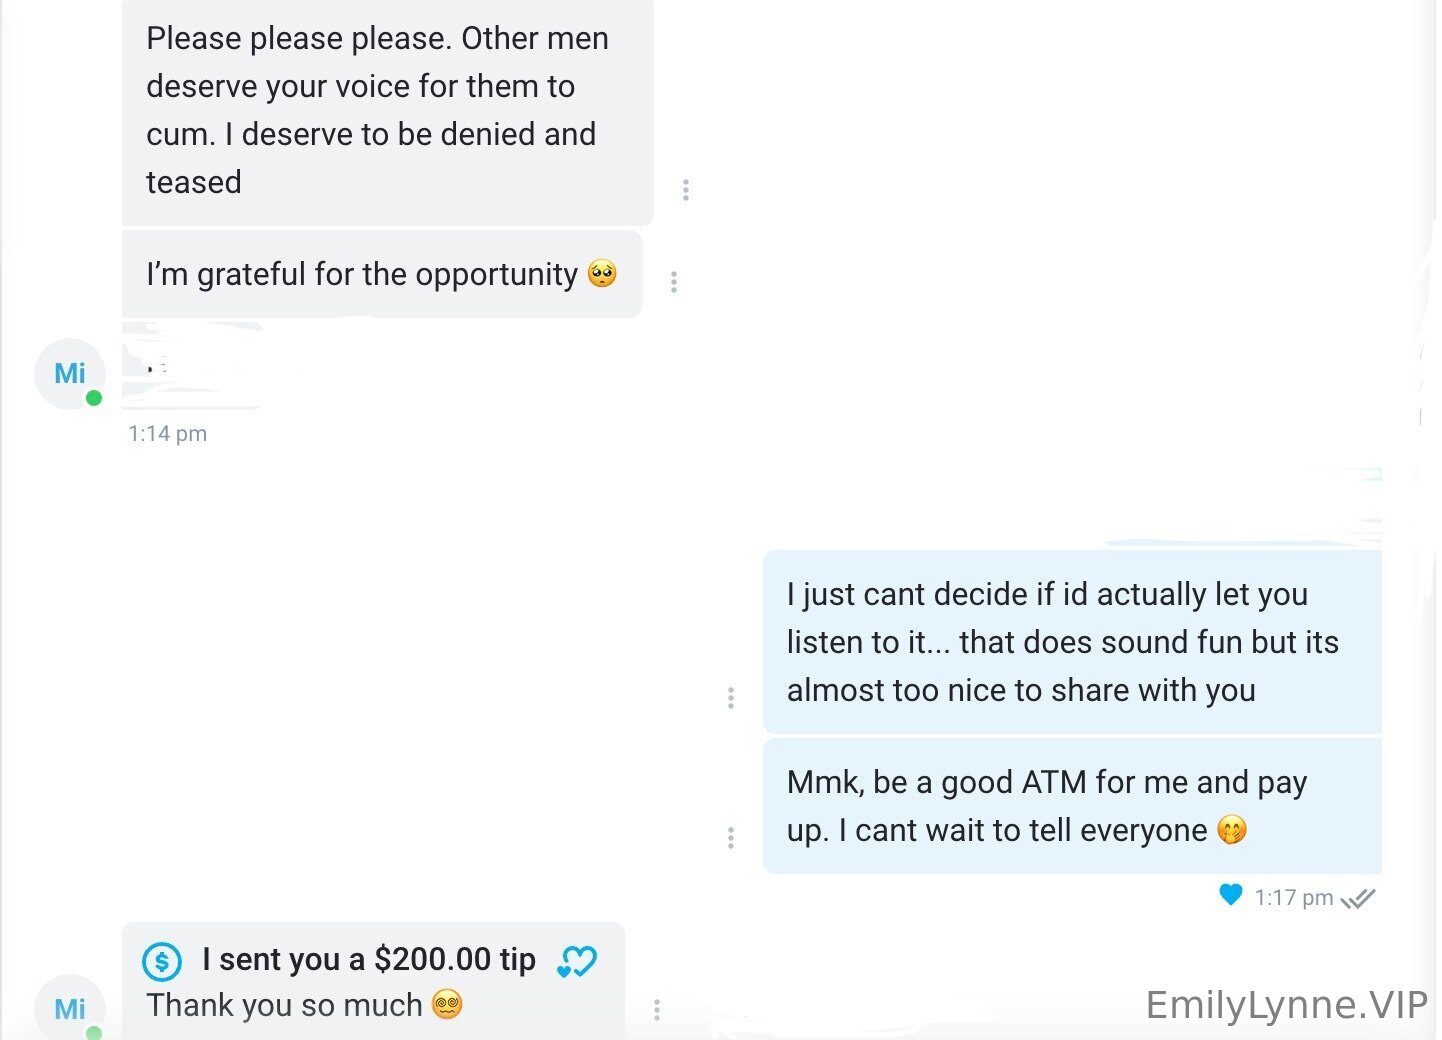 Please please please. Other men
deserve your voice for them to
cum. I deserve to be denied and
teased
I’m grateful for the opportunity 🥺
Mi
1:14 pm
I just cant decide if id actually let you
listen to it... that does sound fun but its
almost too nice to share with you
Mmk, be a good ATM for me and pay
up. I cant wait to tell everyone 🤭
1:17 pm
I sent you a $200.00 tip
Thank you so much 😵‍💫
Mi
EmilyLynne.VIP